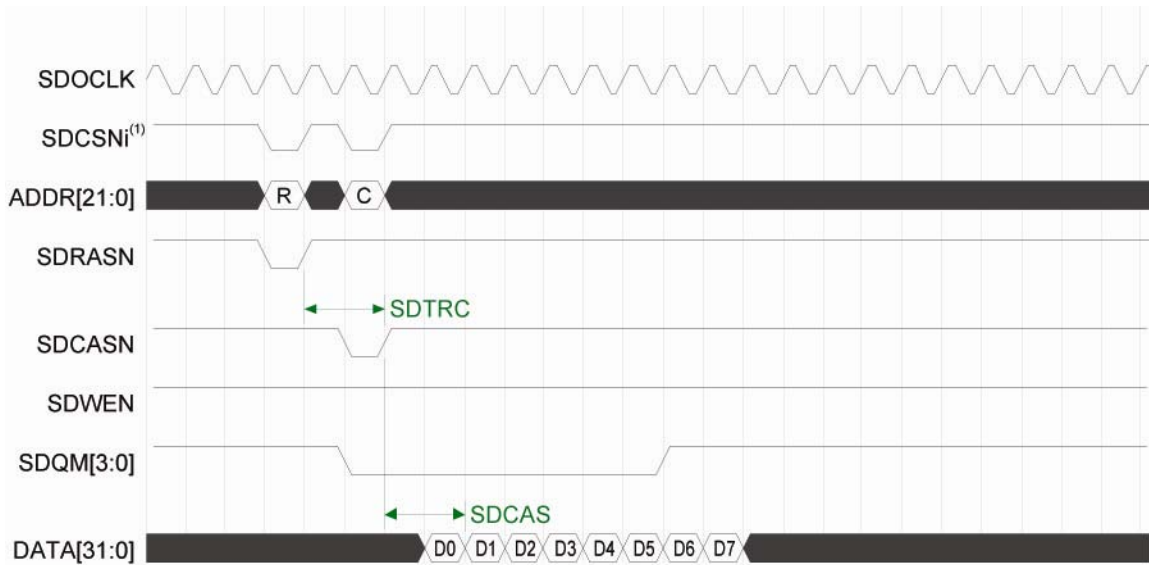 SDOCLK
SDCSNi(1)
ADDR[21:0] R C
SDRASN
SDTRC
SDCASN
SDWEN
SDQM[3:0]
SDCAS
DATA[31:0] D0 D1 D2 D3 D4 D5 D6 D7